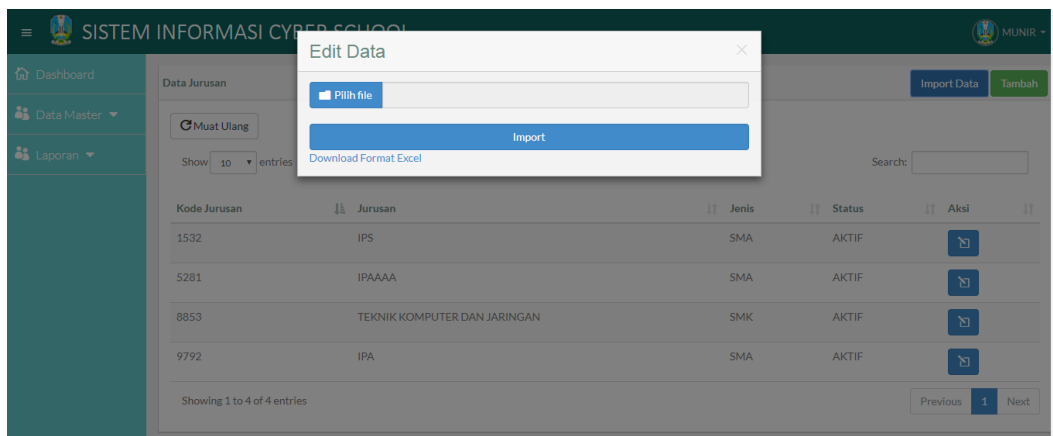 SISTEM INFORMASI CYBER SCHOOL
MUNIR
Edit Data
Dashboard
Data Master
Laporan
Data Jurusan
Import Data
Tambah
Pilih file
Import
Download Format Excel
Muat Ulang
Show 10 entries
Search:
Kode Jurusan Jurusan Jenis Status Aksi
1532 IPS SMA AKTIF
5281 IPAAAA SMA AKTIF
8853 TEKNIK KOMPUTER DAN JARINGAN SMK AKTIF
9792 IPA SMA AKTIF
Showing 1 to 4 of 4 entries
Previous 1 Next